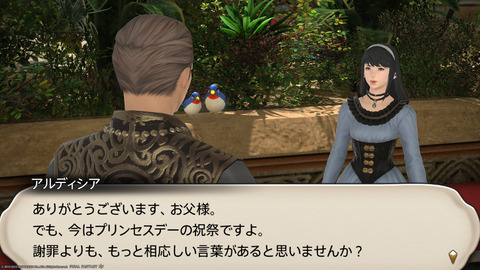 アルディシア
ありがとうございます、お父様。
でも、今はプリンセスデーの祝祭ですよ。
謝罪よりも、もっと相応しい言葉があると思いませんか？
FINAL FANTASY XIV